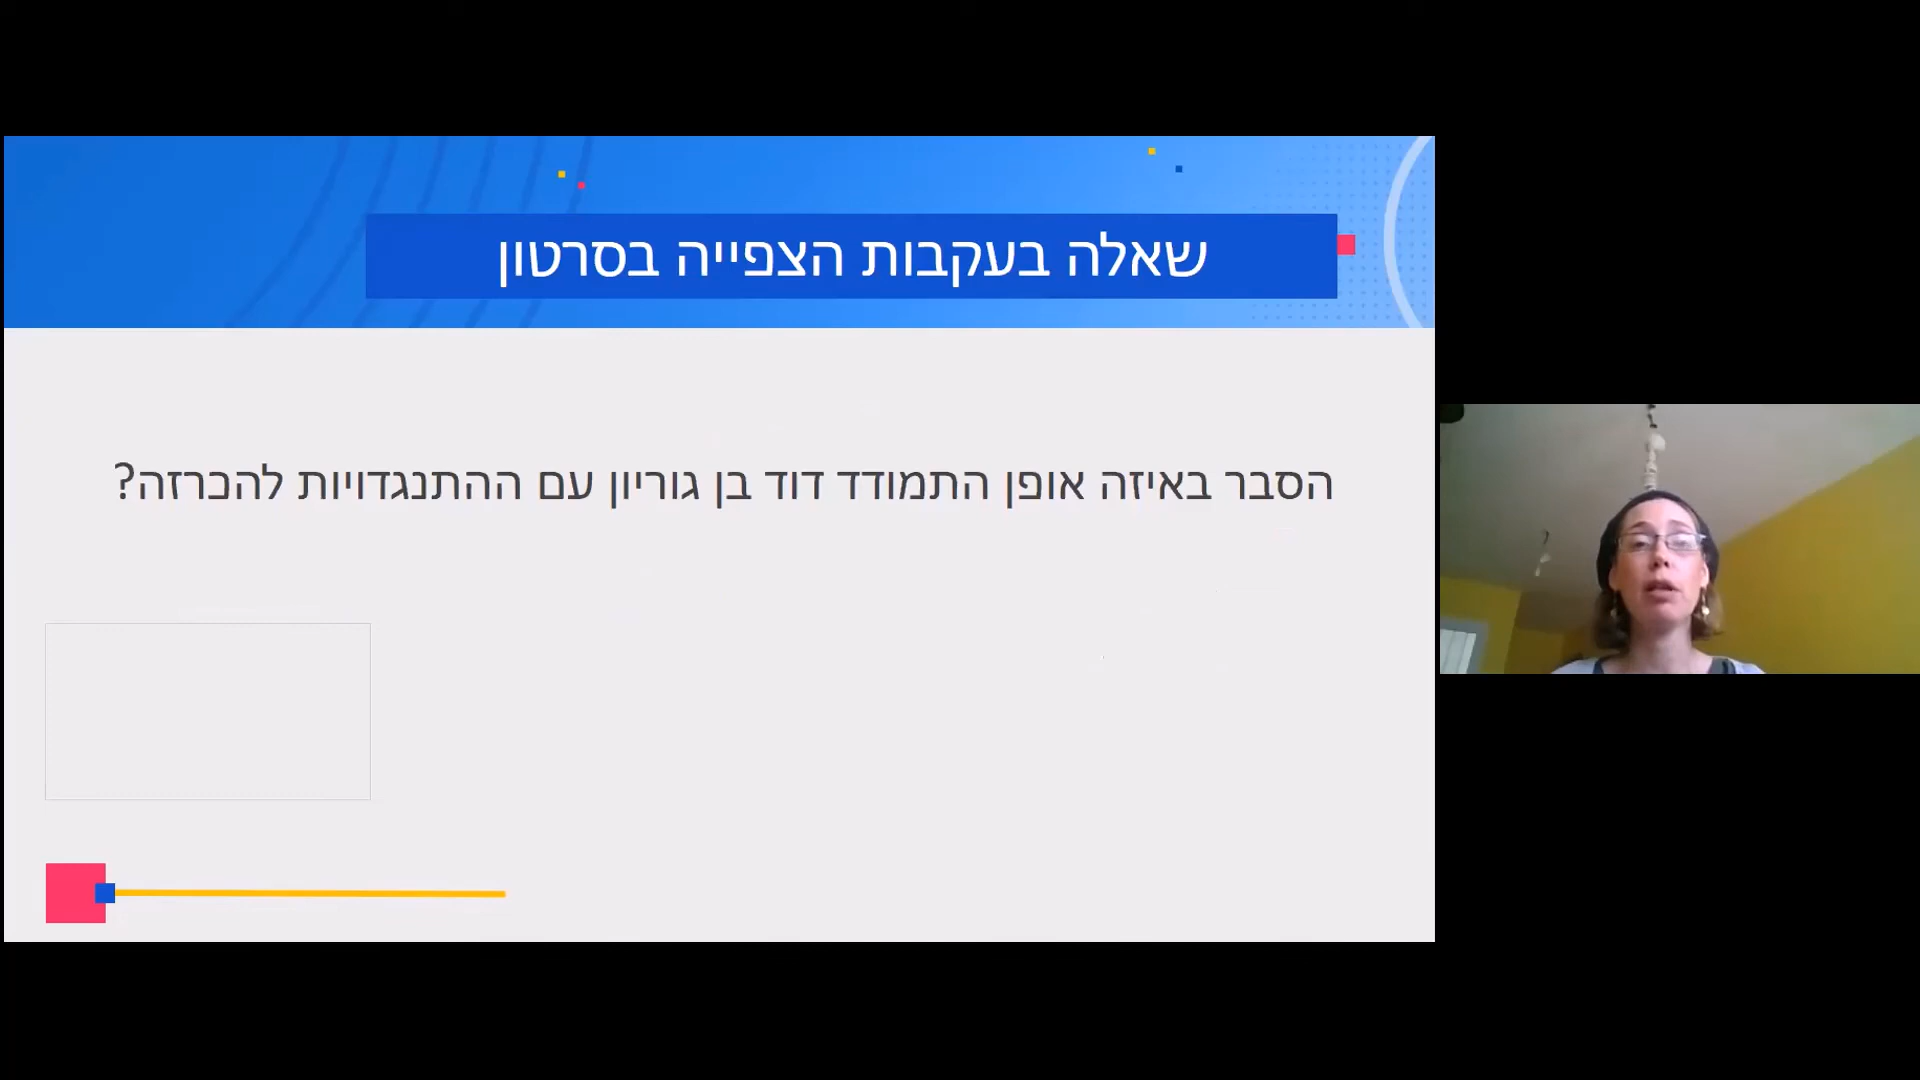 שאלה בעקבות הצפייה בסרטון
הסבר באיזה אופן התמודד דוד בן גוריון עם ההתנגדויות להכרזה?